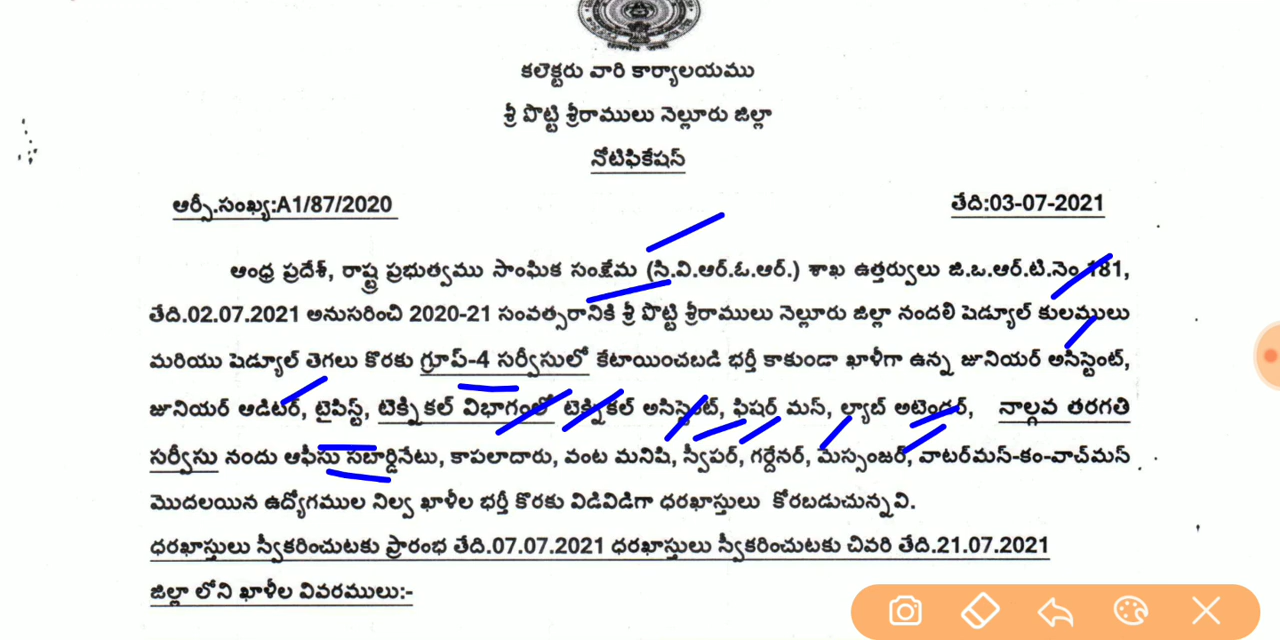 కలెక్టరు వారి కార్యాలయము
శ్రీ పొట్టి శ్రీరాములు నెల్లూరు జిల్లా
నోటిఫికేషన్
ఆర్సీ.సంఖ్య:A1/87/2020
తేది:03-07-2021
ఆంధ్ర ప్రదేశ్, రాష్ట్ర ప్రభుత్వము సాంఘిక సంక్షేమ (సి.వి.ఆర్.ఓ.ఆర్.) శాఖ ఉత్తర్వులు జి.ఒ.ఆర్.టి.నెం 181,
తేది.02.07.2021 అనుసరించి 2020-21 సంవత్సరానికి శ్రీ పొట్టి శ్రీరాములు నెల్లూరు జిల్లా నందలి షెడ్యూల్ కులములు
మరియు షెడ్యూల్ తెగలు కొరకు గ్రూప్-4 సర్వీసులో కేటాయించబడి భర్తీ కాకుండా ఖాళీగా ఉన్న జూనియర్ అసిస్టెంట్,
జూనియర్ ఆడిటర్, టైపిస్ట్, టెక్నికల్ విభాగంలో టెక్నికల్ అసిస్టెంట్, ఫిషర్ మన్, ల్యాబ్ అటెండర్, నాల్గవ తరగతి
సర్వీసు నందు ఆఫీసు సబార్డినేటు, కాపలాదారు, వంట మనిషి, స్వీపర్, గర్దేనర్, మెస్సంజర్, వాటర్‌మన్-కం-వాచ్‌మన్
మొదలయిన ఉద్యోగముల నిల్వ ఖాళీల భర్తీ కొరకు విడివిడిగా ధరఖాస్తులు కోరబడుచున్నవి.
ధరఖాస్తులు స్వీకరించుటకు ప్రారంభ తేది.07.07.2021 ధరఖాస్తులు స్వీకరించుటకు చివరి తేది.21.07.2021
జిల్లా లోని ఖాళీల వివరములు:-